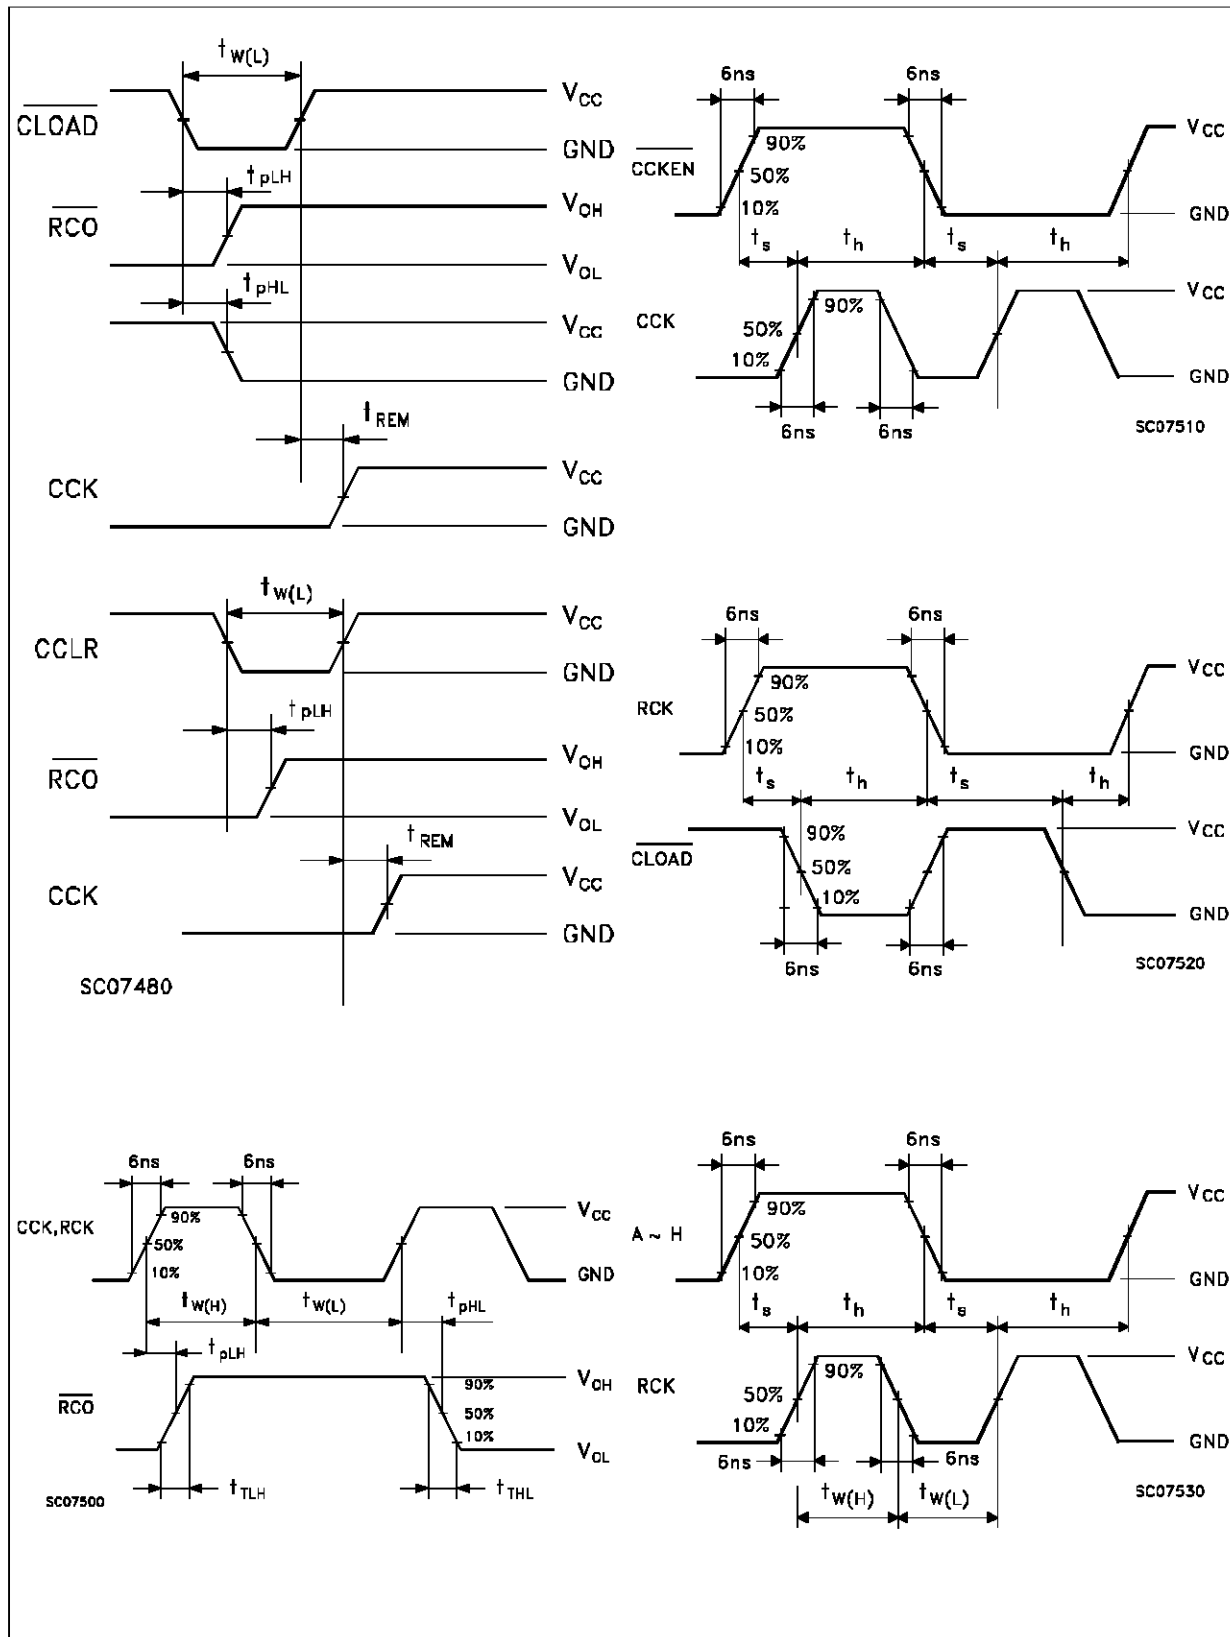 tW(L)
CLOAD
VCC
GND
tpLH
RCO
VOH
VOL
tpHL
VCC
GND
tREM
CCK
VCC
GND
tW(L)
CCLR
VCC
GND
tpLH
RCO
VOH
VOL
tREM
CCK
VCC
GND
SC07480
6ns 6ns
CCKEN
90%
50%
10%
VCC
GND
ts th ts th
CCK
90%
50%
10%
VCC
GND
6ns 6ns
SC07510
6ns 6ns
RCK
90%
50%
10%
VCC
GND
ts th ts th
CLOAD
90%
50%
10%
VCC
GND
6ns 6ns
SC07520
6ns 6ns
CCK,RCK
90%
50%
10%
VCC
GND
tW(H) tW(L) tpHL
tpLH
RCO
90%
50%
10%
VOH
VOL
tTLH tTHL
SC07500
6ns 6ns
A ~ H
90%
50%
10%
VCC
GND
ts th ts th
RCK
90%
50%
10%
VCC
GND
6ns 6ns
tW(H) tW(L)
SC07530